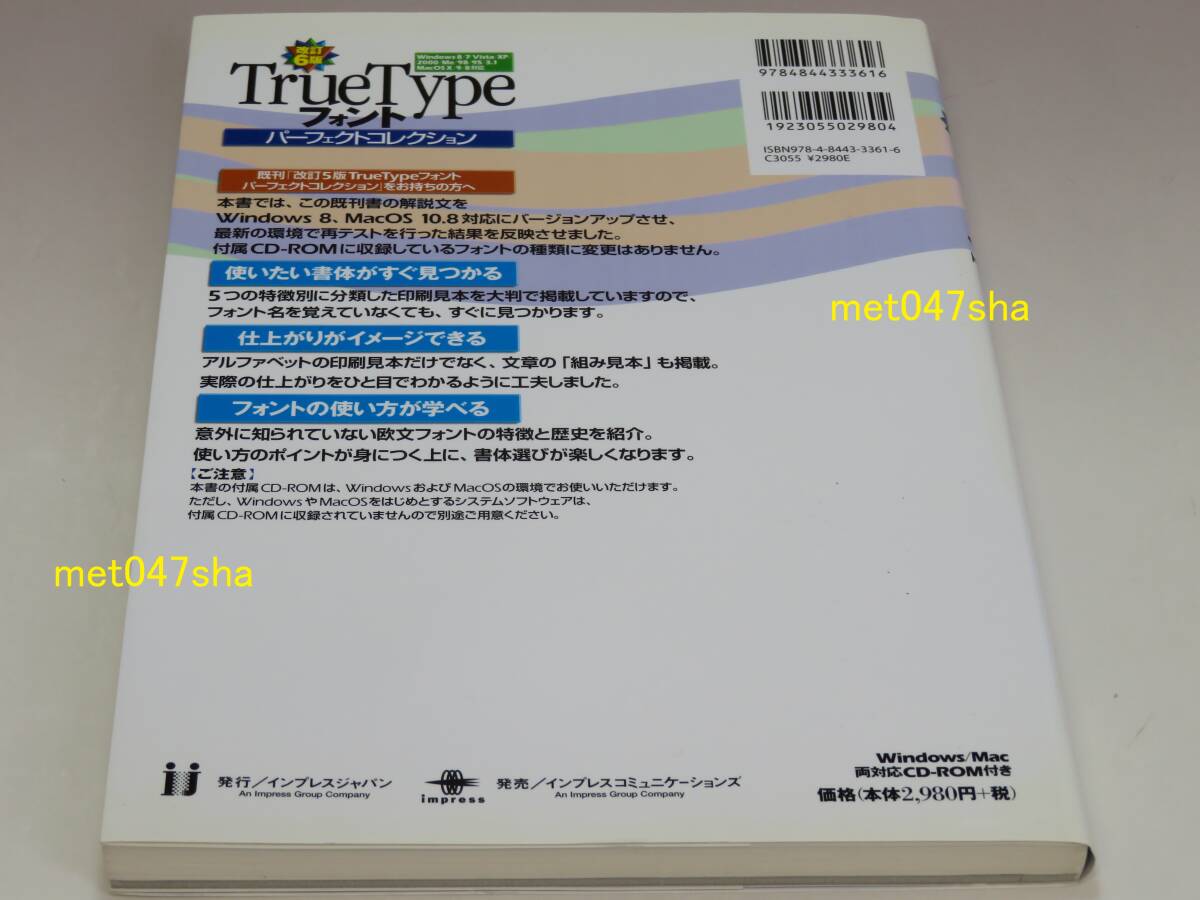 改訂
6版
Windows 8 7 Vista XP
2000 Me 98 95 3.1
MacOS X 9 8対応
TrueType
フォント
パーフェクトコレクション
9784844333616
1923055029804
ISBN978-4-8443-3361-6
C3055 ¥2980E
既刊「改訂5版 TrueTypeフォント
パーフェクトコレクション」をお持ちの方へ
本書では、この既刊書の解説文を
Windows 8、MacOS 10.8対応にバージョンアップさせ、
最新の環境で再テストを行った結果を反映させました。
付属CD-ROMに収録しているフォントの種類に変更はありません。
使いたい書体がすぐ見つかる
5つの特徴別に分類した印刷見本を大判で掲載していますので、
フォント名を覚えていなくても、すぐに見つかります。
met047sha
仕上がりがイメージできる
アルファベットの印刷見本だけでなく、文章の「組み見本」も掲載。
実際の仕上がりをひと目でわかるように工夫しました。
フォントの使い方が学べる
意外に知られていない欧文フォントの特徴と歴史を紹介。
使い方のポイントが身につく上に、書体選びが楽しくなります。
【ご注意】
本書の付属CD-ROMは、WindowsおよびMacOSの環境でお使いいただけます。
ただし、WindowsやMacOSをはじめとするシステムソフトウェアは、
付属CD-ROMに収録されていませんので別途ご用意ください。
met047sha
発行／インプレスジャパン
An Impress Group Company
impress
発売／インプレスコミュニケーションズ
An Impress Group Company
Windows/Mac
両対応CD-ROM付き
価格(本体2,980円+税)